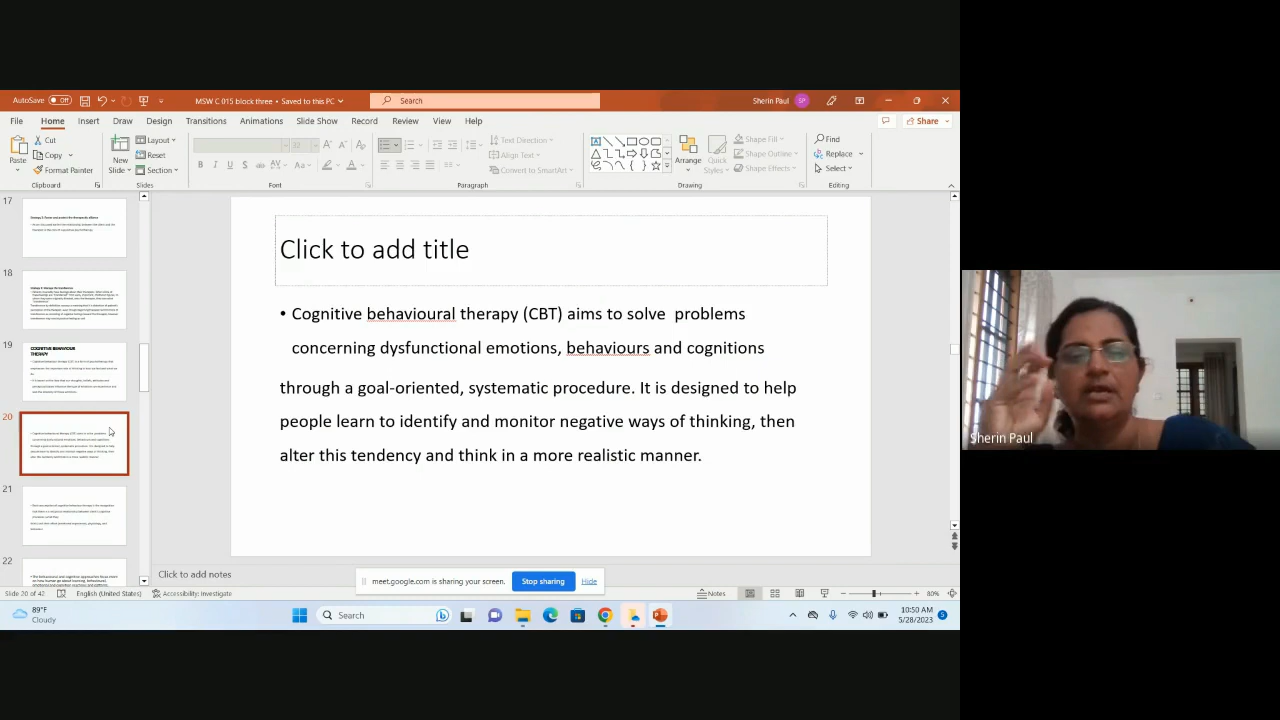 AutoSave Off
MSW C 015 block three • Saved to this PC
Search
Sherin Paul SP
File Home Insert Draw Design Transitions Animations Slide Show Record Review View Help
Share
Paste
Cut
Copy
Format Painter
Clipboard
New Slide
Layout
Reset
Section
Slides
32
Font
Text Direction
Align Text
Convert to SmartArt
Paragraph
Arrange
Quick Styles
Shape Fill
Shape Outline
Shape Effects
Drawing
Find
Replace
Select
Editing
17
18
19
COGNITIVE BEHAVIOUR
THERAPY
20
21
22
Click to add title
• Cognitive behavioural therapy (CBT) aims to solve problems
concerning dysfunctional emotions, behaviours and cognitions
through a goal-oriented, systematic procedure. It is designed to help
people learn to identify and monitor negative ways of thinking, then
alter this tendency and think in a more realistic manner.
Sherin Paul
Click to add notes
meet.google.com is sharing your screen. Stop sharing Hide
Slide 20 of 42 English (United States) Accessibility: Investigate Notes 80%
89°F
Cloudy
Search
10:50 AM
5/28/2023
5